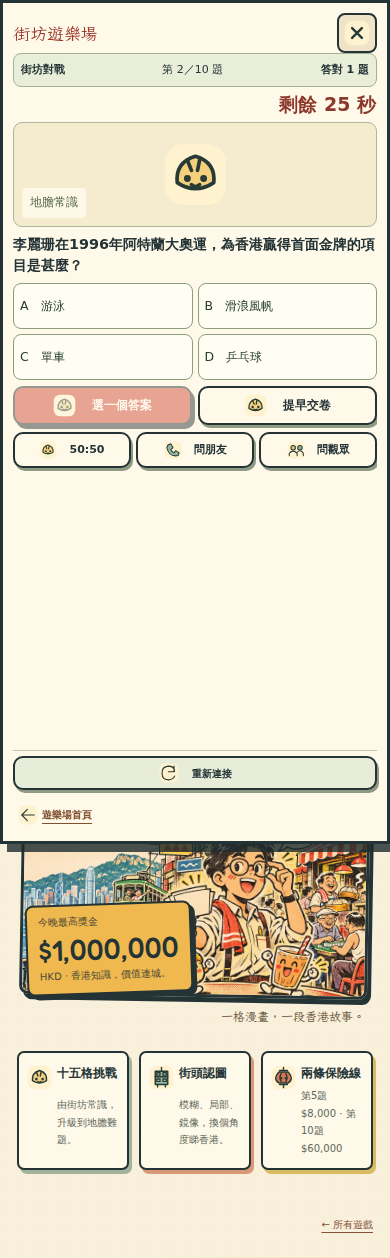 街坊遊樂場
街坊對戰 第 2／10 題 答對 1 題
剩餘 25 秒
地膽常識
李麗珊在1996年阿特蘭大奧運，為香港贏得首面金牌的項
目是甚麼？
A 游泳
B 滑浪風帆
C 單車
D 乒乓球
選一個答案
提早交卷
50:50
問朋友
問觀眾
重新連接
遊樂場首頁
今晚最高獎金
$1,000,000
HKD · 香港知識，價值連城。
一格漫畫，一段香港故事。
十五格挑戰
由街坊常識，
升級到地膽難
題。
街頭認圖
模糊、局部、
鏡像，換個角
度睇香港。
兩條保險線
第5題
$8,000 · 第
10題
$60,000
← 所有遊戲